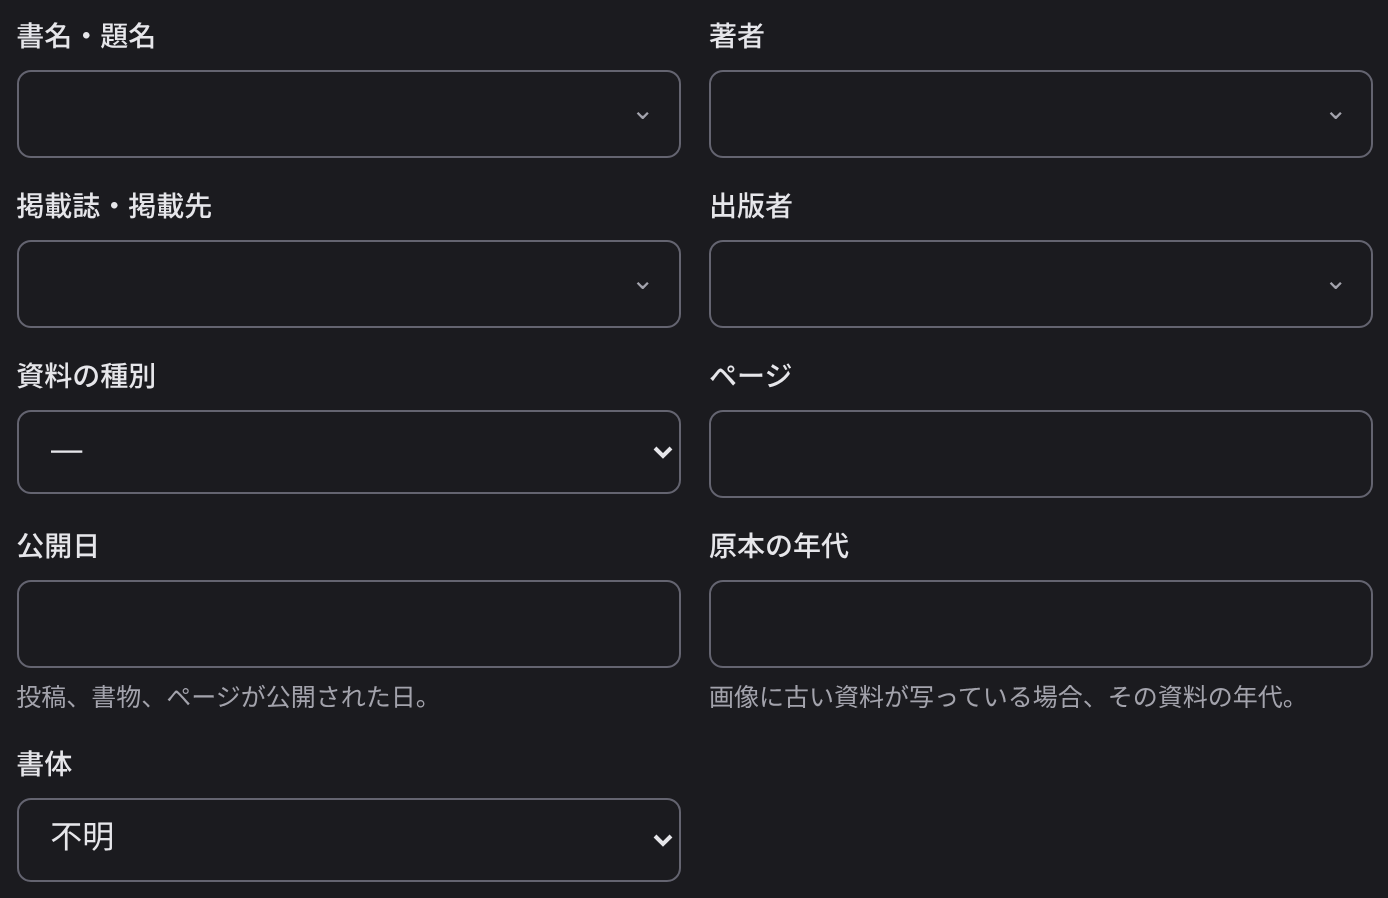 書名・題名
著者
掲載誌・掲載先
出版者
資料の種別
—
ページ
公開日
原本の年代
投稿、書物、ページが公開された日。
画像に古い資料が写っている場合、その資料の年代。
書体
不明